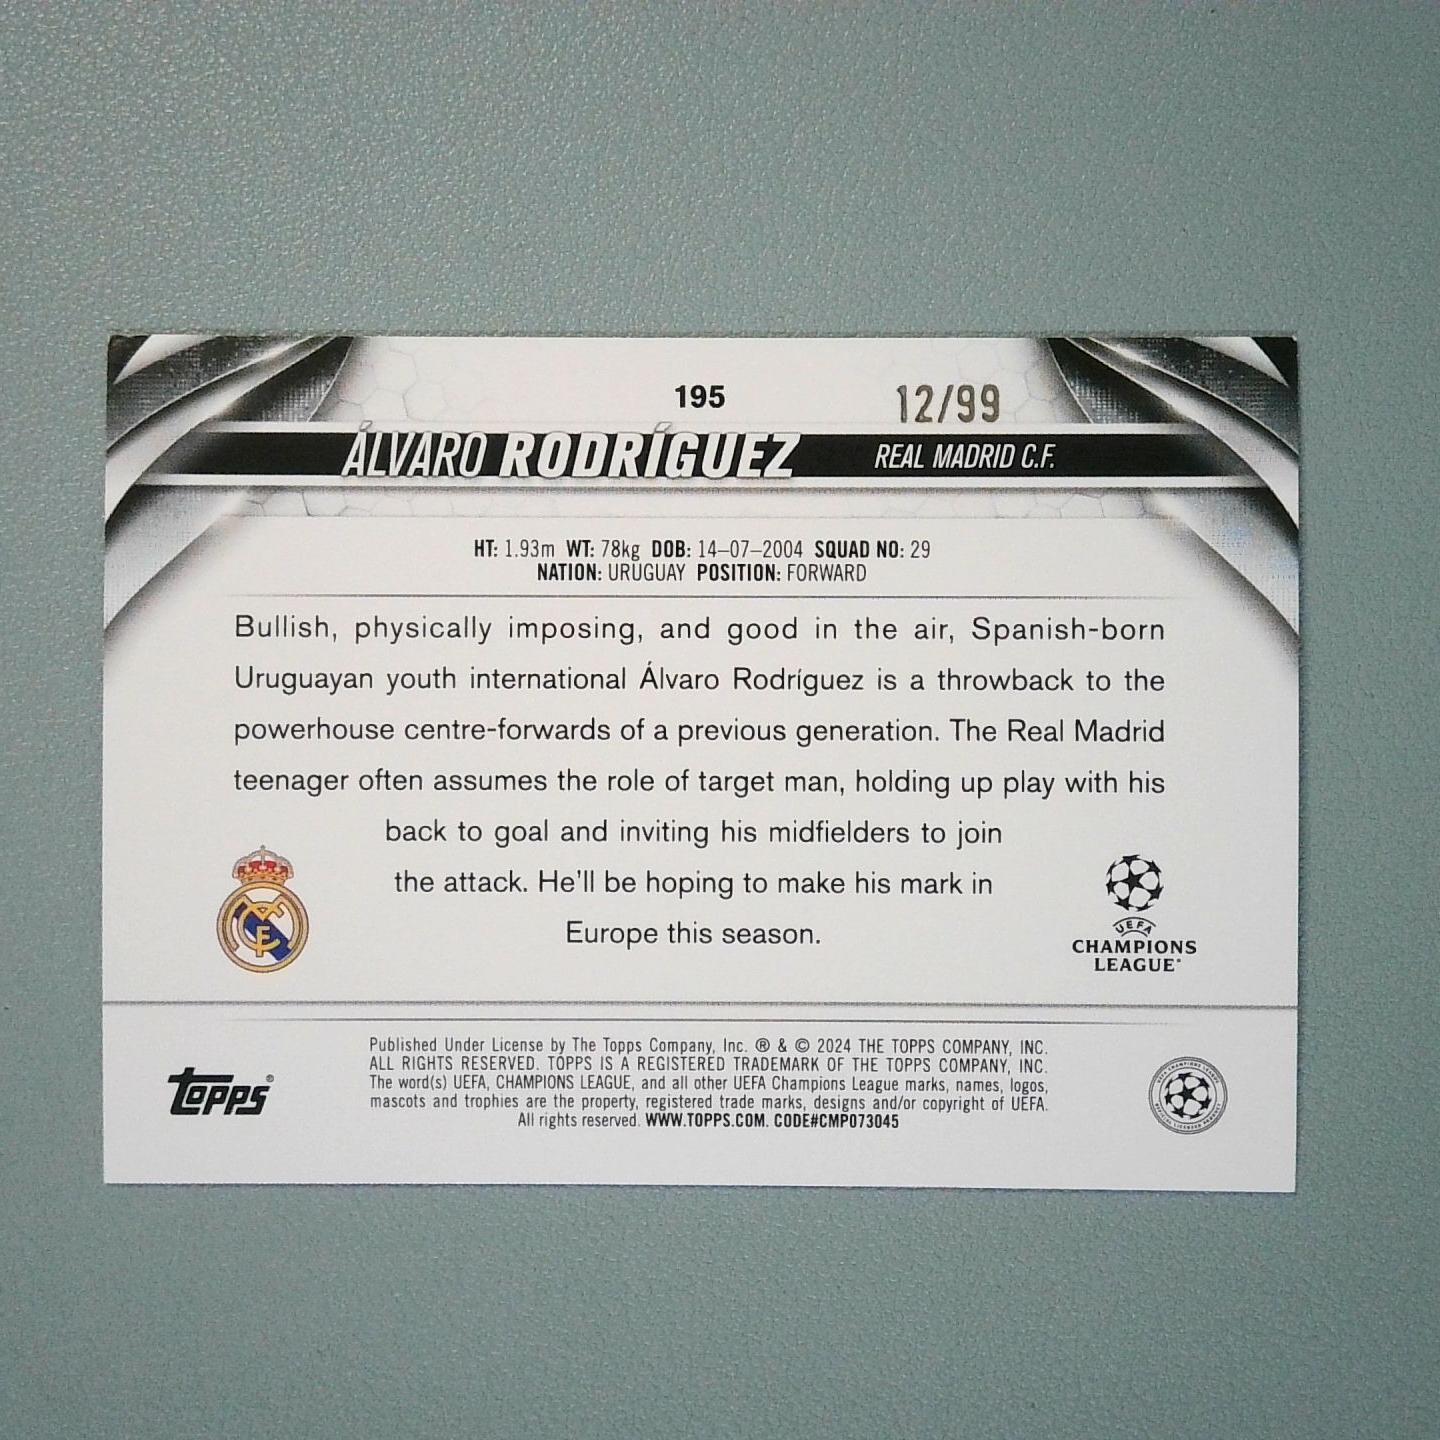 195
12/99
ÁLVARO RODRÍGUEZ
REAL MADRID C.F.
HT: 1.93m WT: 78kg DOB: 14–07–2004 SQUAD NO: 29
NATION: URUGUAY POSITION: FORWARD
Bullish, physically imposing, and good in the air, Spanish-born
Uruguayan youth international Álvaro Rodríguez is a throwback to the
powerhouse centre-forwards of a previous generation. The Real Madrid
teenager often assumes the role of target man, holding up play with his
back to goal and inviting his midfielders to join
the attack. He'll be hoping to make his mark in
Europe this season.
UEFA
CHAMPIONS
LEAGUE®
topps®
Published Under License by The Topps Company, Inc. ® & © 2024 THE TOPPS COMPANY, INC.
ALL RIGHTS RESERVED. TOPPS IS A REGISTERED TRADEMARK OF THE TOPPS COMPANY, INC.
The word(s) UEFA, CHAMPIONS LEAGUE, and all other UEFA Champions League marks, names, logos,
mascots and trophies are the property, registered trade marks, designs and/or copyright of UEFA.
All rights reserved. WWW.TOPPS.COM. CODE#CMP073045